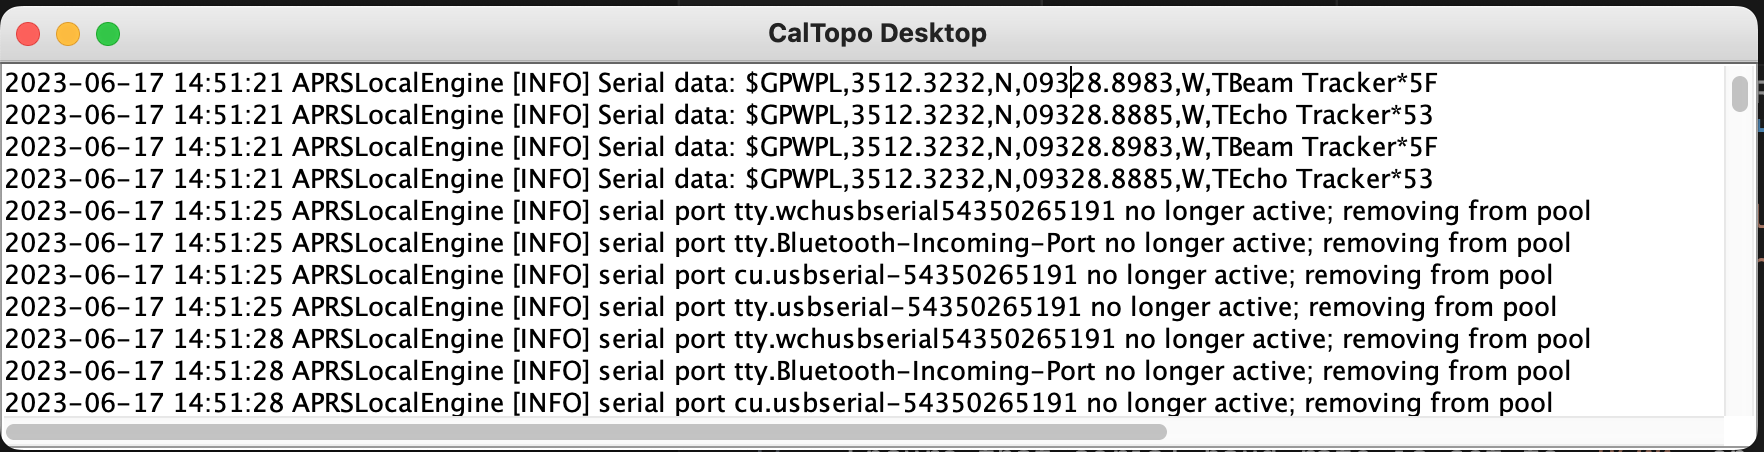 CalTopo Desktop
2023-06-17 14:51:21 APRSLocalEngine [INFO] Serial data: $GPWPL,3512.3232,N,09328.8983,W,TBeam Tracker*5F
2023-06-17 14:51:21 APRSLocalEngine [INFO] Serial data: $GPWPL,3512.3232,N,09328.8885,W,TEcho Tracker*53
2023-06-17 14:51:21 APRSLocalEngine [INFO] Serial data: $GPWPL,3512.3232,N,09328.8983,W,TBeam Tracker*5F
2023-06-17 14:51:21 APRSLocalEngine [INFO] Serial data: $GPWPL,3512.3232,N,09328.8885,W,TEcho Tracker*53
2023-06-17 14:51:25 APRSLocalEngine [INFO] serial port tty.wchusbserial54350265191 no longer active; removing from pool
2023-06-17 14:51:25 APRSLocalEngine [INFO] serial port tty.Bluetooth-Incoming-Port no longer active; removing from pool
2023-06-17 14:51:25 APRSLocalEngine [INFO] serial port cu.usbserial-54350265191 no longer active; removing from pool
2023-06-17 14:51:25 APRSLocalEngine [INFO] serial port tty.usbserial-54350265191 no longer active; removing from pool
2023-06-17 14:51:28 APRSLocalEngine [INFO] serial port tty.wchusbserial54350265191 no longer active; removing from pool
2023-06-17 14:51:28 APRSLocalEngine [INFO] serial port tty.Bluetooth-Incoming-Port no longer active; removing from pool
2023-06-17 14:51:28 APRSLocalEngine [INFO] serial port cu.usbserial-54350265191 no longer active; removing from pool